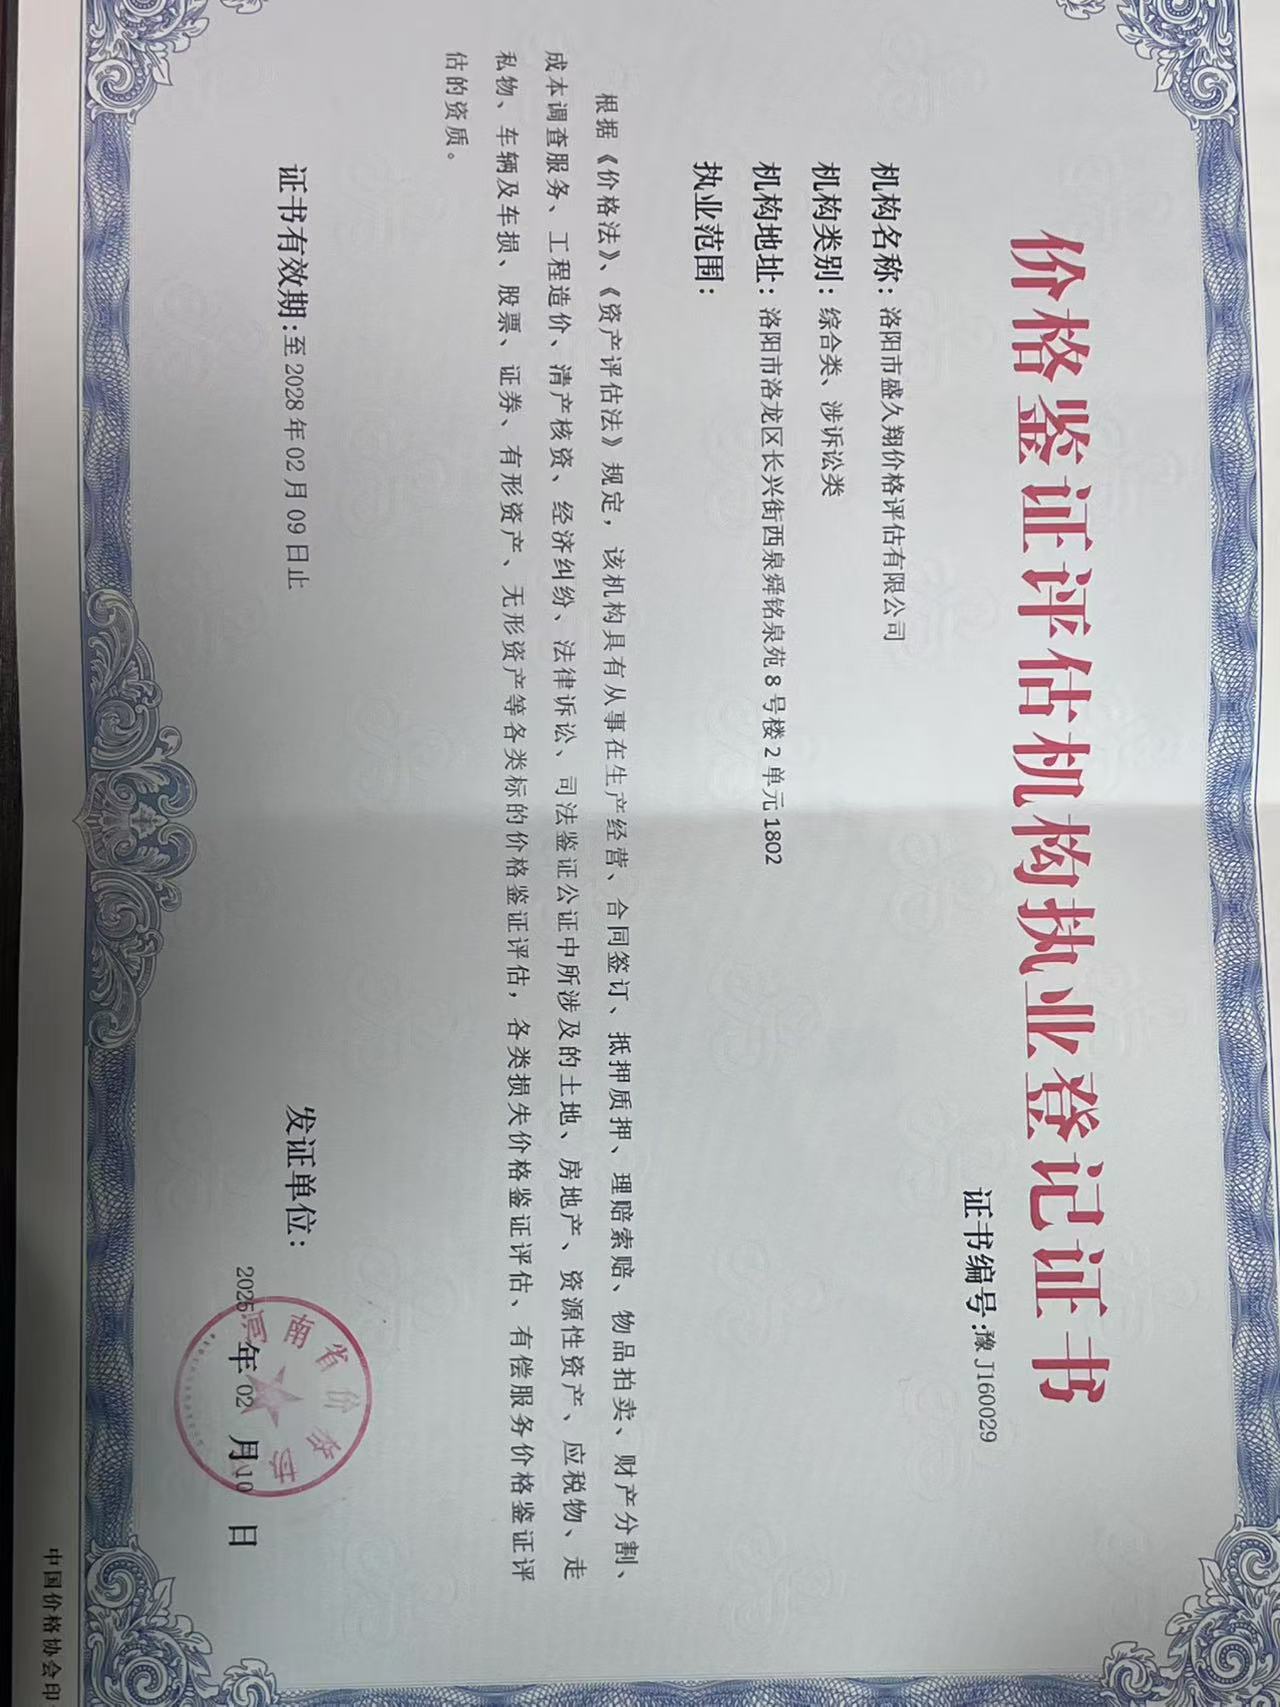 价格鉴证评估机构执业登记证书
证书编号:豫J160029
机构名称：洛阳市盛久翔价格评估有限公司
机构类别：综合类、涉诉讼类
机构地址：洛阳市洛龙区长兴街西泉舜铭泉苑8号楼2单元1802
执业范围：
根据《价格法》、《资产评估法》规定，该机构具有从事在生产经营、合同签订、抵押质押、理赔索赔、物品拍卖、财产分割、
成本调查服务、工程造价、清产核资、经济纠纷、法律诉讼、司法鉴证公证中所涉及的土地、房地产、资源性资产、应税物、走
私物、车辆及车损、股票、证券、有形资产、无形资产等各类标的价格鉴证评估，各类损失价格鉴证评估、有偿服务价格鉴证评
估的资质。
证书有效期:至2028年02月09日止
发证单位：
河南省价
2025年02月10日
中国价格协会印